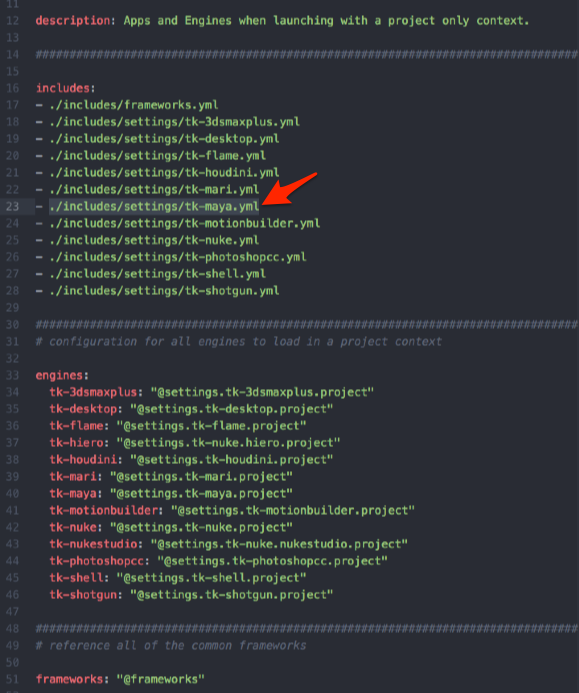 11
12 description: Apps and Engines when launching with a project only context.
13
14 ################################################################################
15
16 includes:
17 - ./includes/frameworks.yml
18 - ./includes/settings/tk-3dsmaxplus.yml
19 - ./includes/settings/tk-desktop.yml
20 - ./includes/settings/tk-flame.yml
21 - ./includes/settings/tk-houdini.yml
22 - ./includes/settings/tk-mari.yml
23 - ./includes/settings/tk-maya.yml
24 - ./includes/settings/tk-motionbuilder.yml
25 - ./includes/settings/tk-nuke.yml
26 - ./includes/settings/tk-photoshopcc.yml
27 - ./includes/settings/tk-shell.yml
28 - ./includes/settings/tk-shotgun.yml
29
30 ################################################################################
31 # configuration for all engines to load in a project context
32
33 engines:
34 tk-3dsmaxplus: "@settings.tk-3dsmaxplus.project"
35 tk-desktop: "@settings.tk-desktop.project"
36 tk-flame: "@settings.tk-flame.project"
37 tk-hiero: "@settings.tk-nuke.hiero.project"
38 tk-houdini: "@settings.tk-houdini.project"
39 tk-mari: "@settings.tk-mari.project"
40 tk-maya: "@settings.tk-maya.project"
41 tk-motionbuilder: "@settings.tk-motionbuilder.project"
42 tk-nuke: "@settings.tk-nuke.project"
43 tk-nukestudio: "@settings.tk-nuke.nukestudio.project"
44 tk-photoshopcc: "@settings.tk-photoshopcc.project"
45 tk-shell: "@settings.tk-shell.project"
46 tk-shotgun: "@settings.tk-shotgun.project"
47
48 ################################################################################
49 # reference all of the common frameworks
50
51 frameworks: "@frameworks"